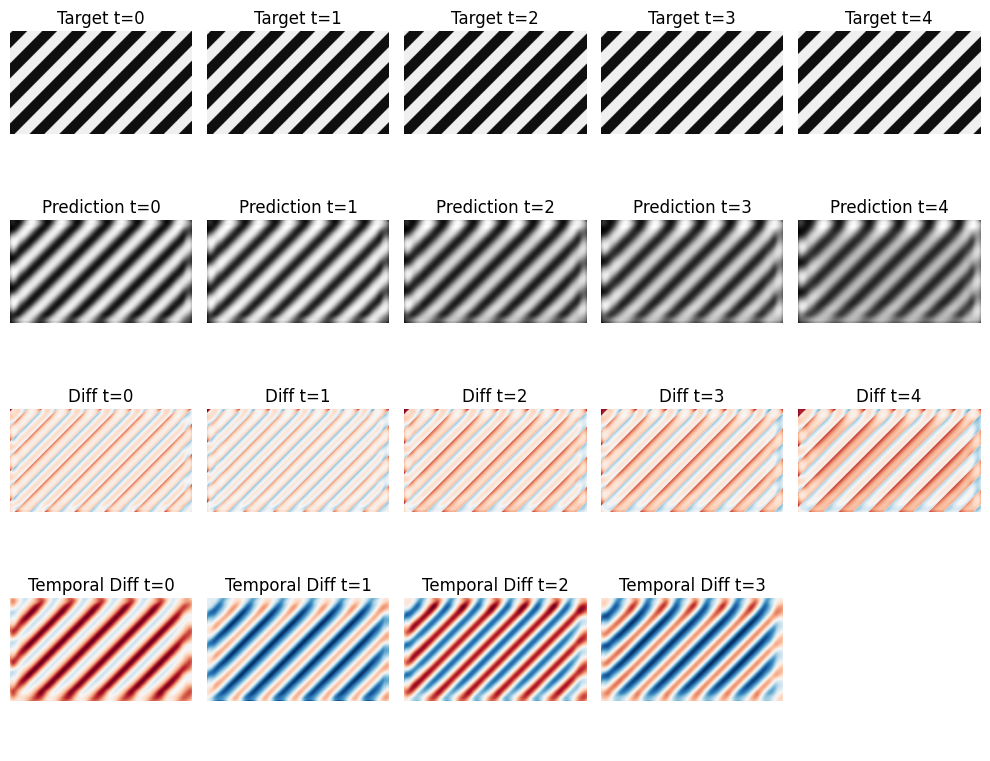 Target t=0 Target t=1 Target t=2 Target t=3 Target t=4
Prediction t=0 Prediction t=1 Prediction t=2 Prediction t=3 Prediction t=4
Diff t=0 Diff t=1 Diff t=2 Diff t=3 Diff t=4
Temporal Diff t=0 Temporal Diff t=1 Temporal Diff t=2 Temporal Diff t=3